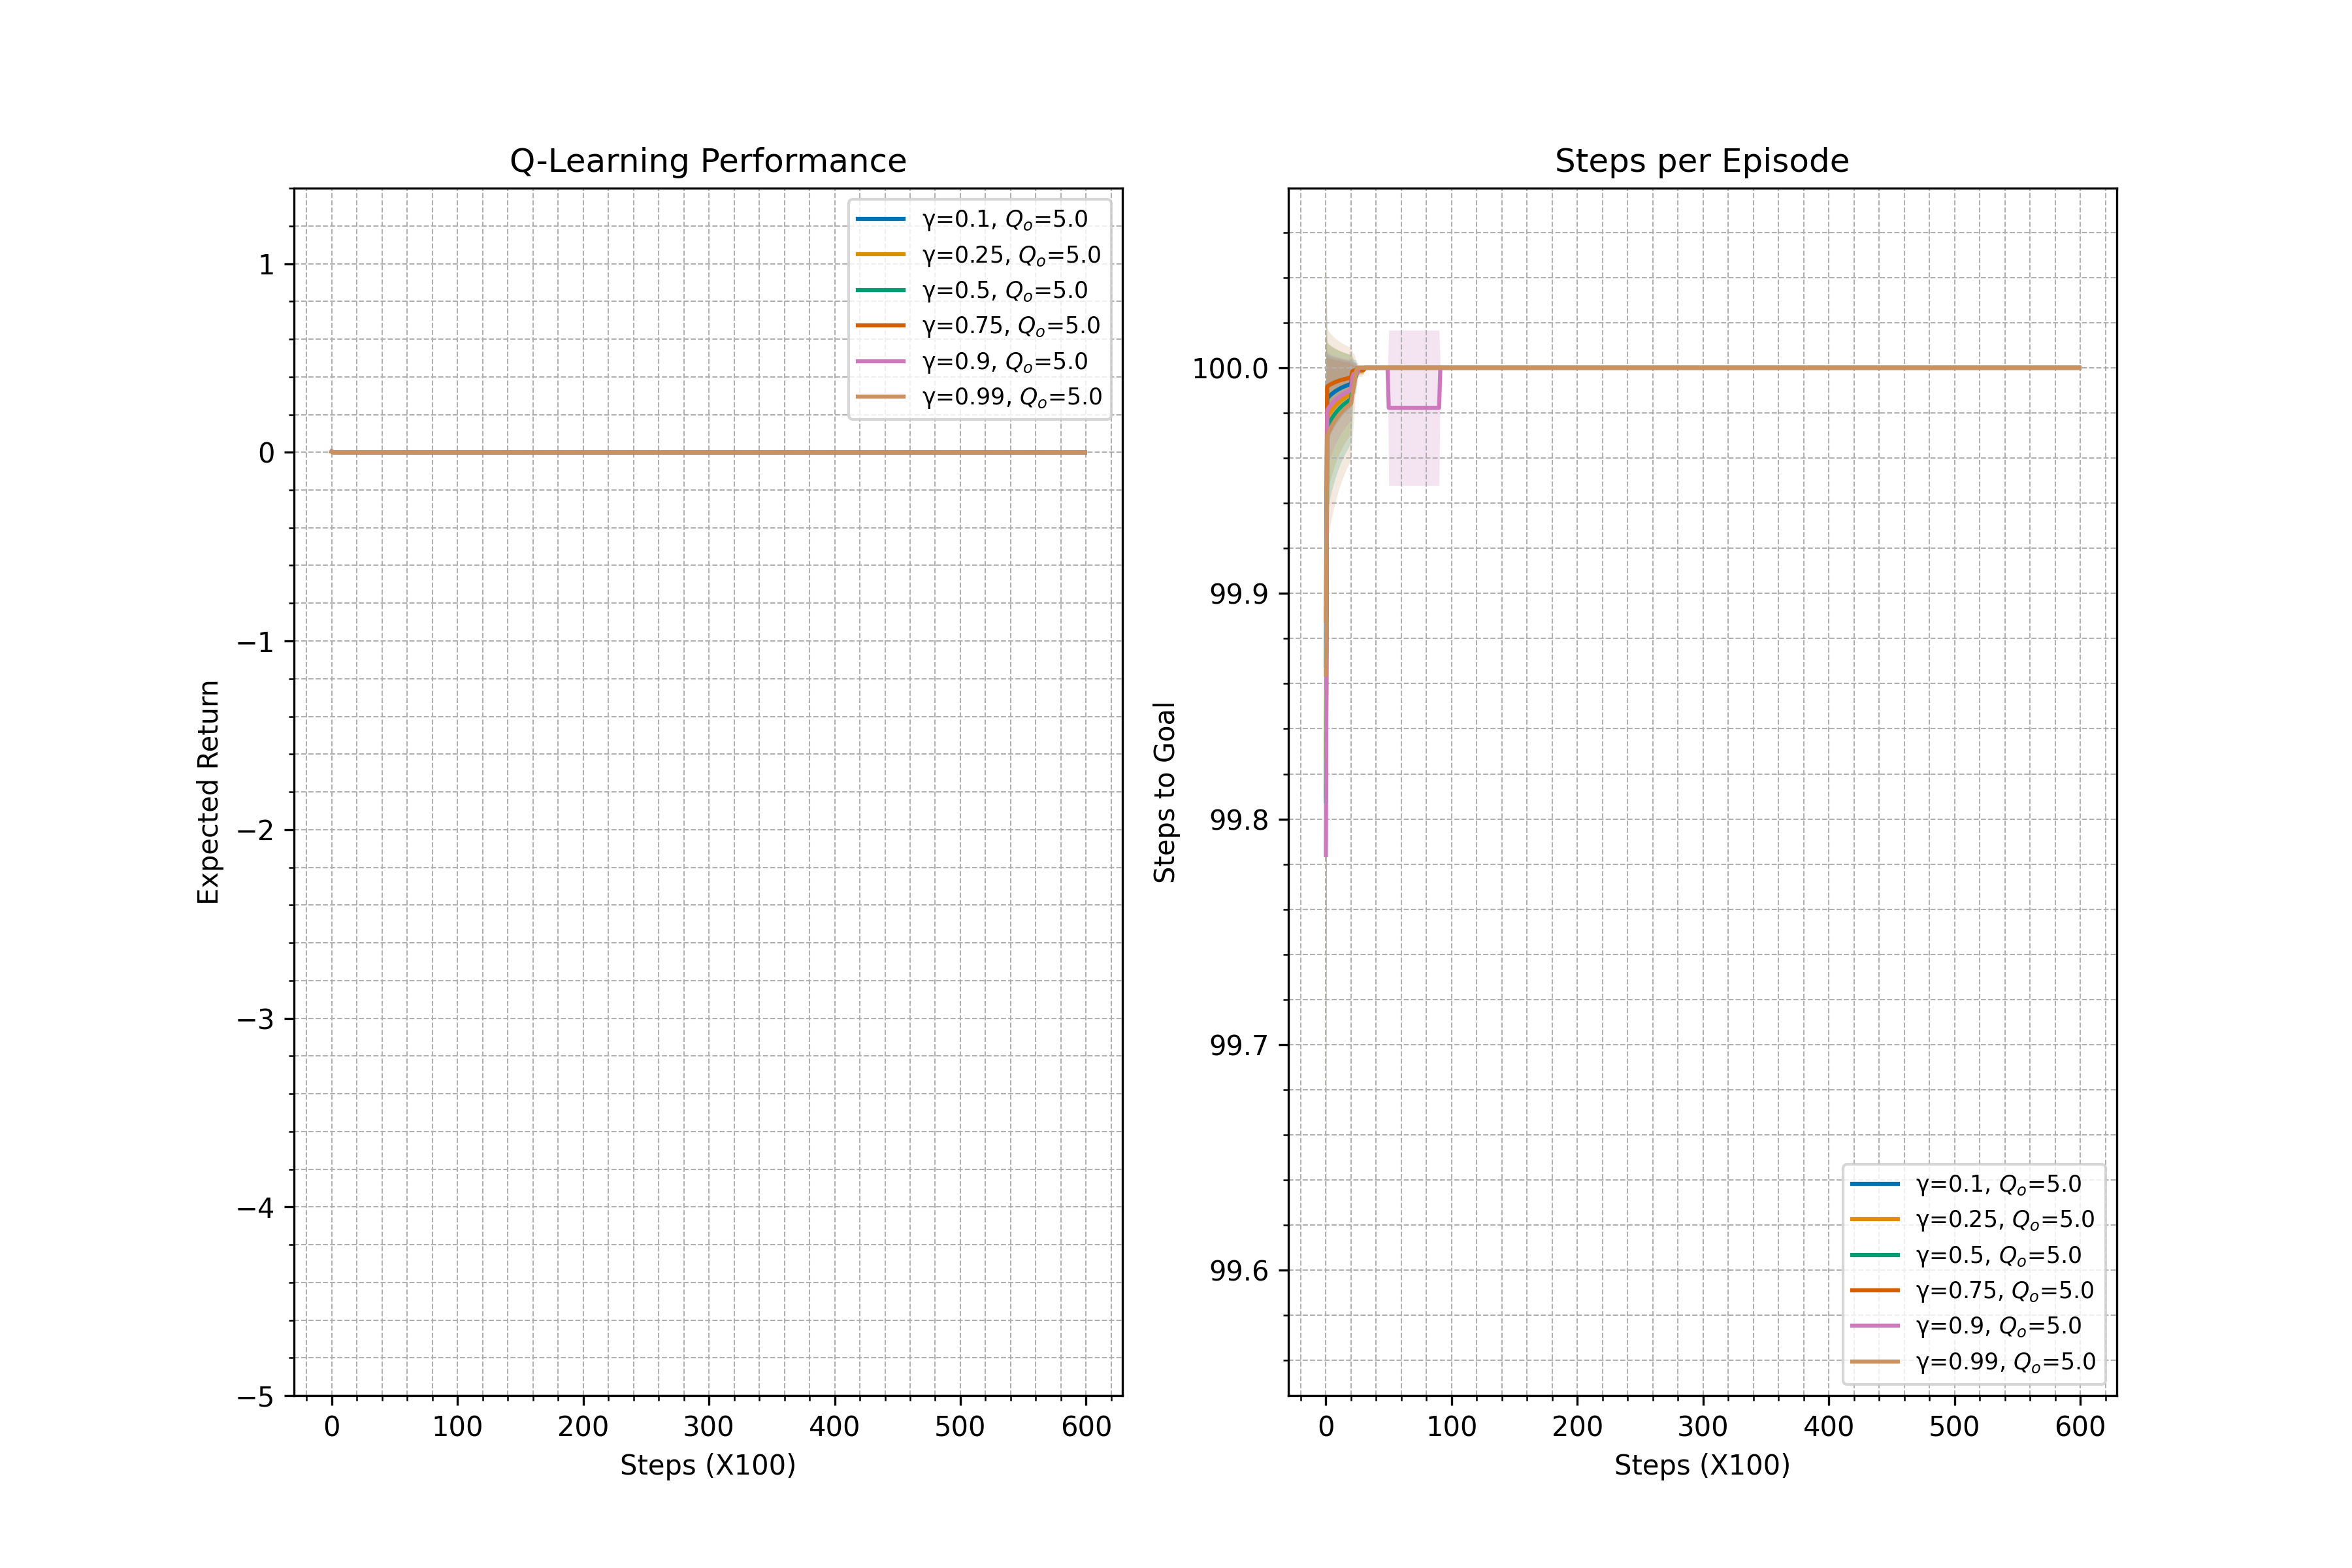 Q-Learning Performance
1
0
−1
−2
−3
−4
−5
Expected Return
0 100 200 300 400 500 600
Steps (X100)
γ=0.1, Qo=5.0
γ=0.25, Qo=5.0
γ=0.5, Qo=5.0
γ=0.75, Qo=5.0
γ=0.9, Qo=5.0
γ=0.99, Qo=5.0
Steps per Episode
100.0
99.9
99.8
99.7
99.6
Steps to Goal
0 100 200 300 400 500 600
Steps (X100)
γ=0.1, Qo=5.0
γ=0.25, Qo=5.0
γ=0.5, Qo=5.0
γ=0.75, Qo=5.0
γ=0.9, Qo=5.0
γ=0.99, Qo=5.0